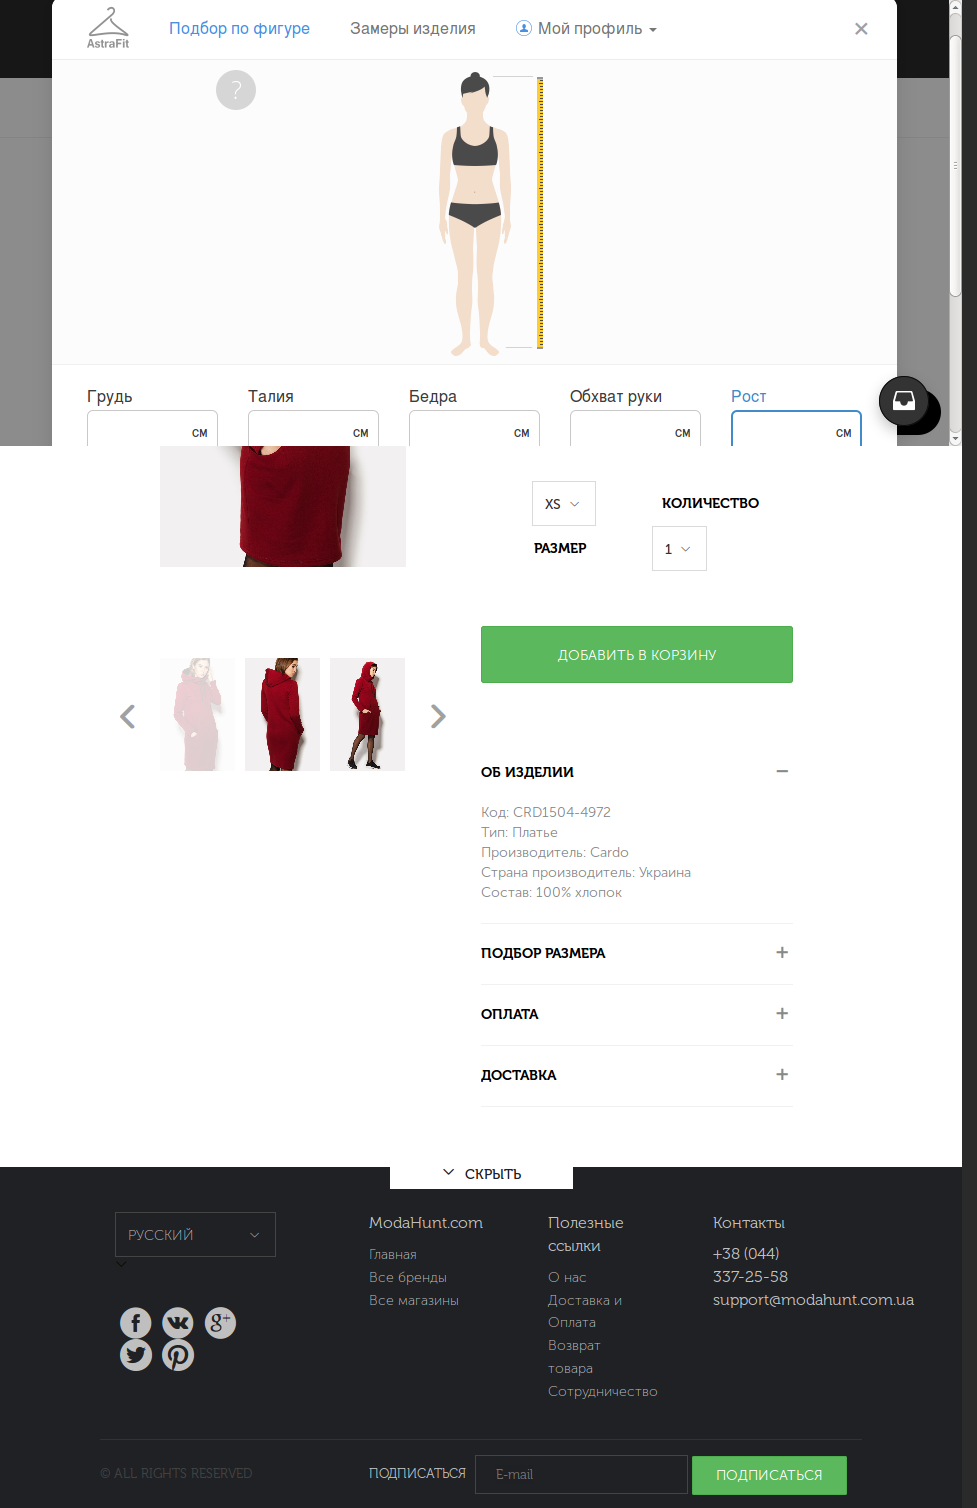 AstraFit
Подбор по фигуре
Замеры изделия
Мой профиль
?
Грудь
Талия
Бедра
Обхват руки
Рост
см
см
см
см
см
XS
КОЛИЧЕСТВО
РАЗМЕР
1
ДОБАВИТЬ В КОРЗИНУ
ОБ ИЗДЕЛИИ
Код: CRD1504-4972
Тип: Платье
Производитель: Cardo
Страна производитель: Украина
Состав: 100% хлопок
ПОДБОР РАЗМЕРА
ОПЛАТА
ДОСТАВКА
СКРЫТЬ
РУССКИЙ
ModaHunt.com
Главная
Все бренды
Все магазины
Полезные
ссылки
О нас
Доставка и
Оплата
Возврат
товара
Сотрудничество
Контакты
+38 (044)
337-25-58
support@modahunt.com.ua
© ALL RIGHTS RESERVED
ПОДПИСАТЬСЯ
E-mail
ПОДПИСАТЬСЯ